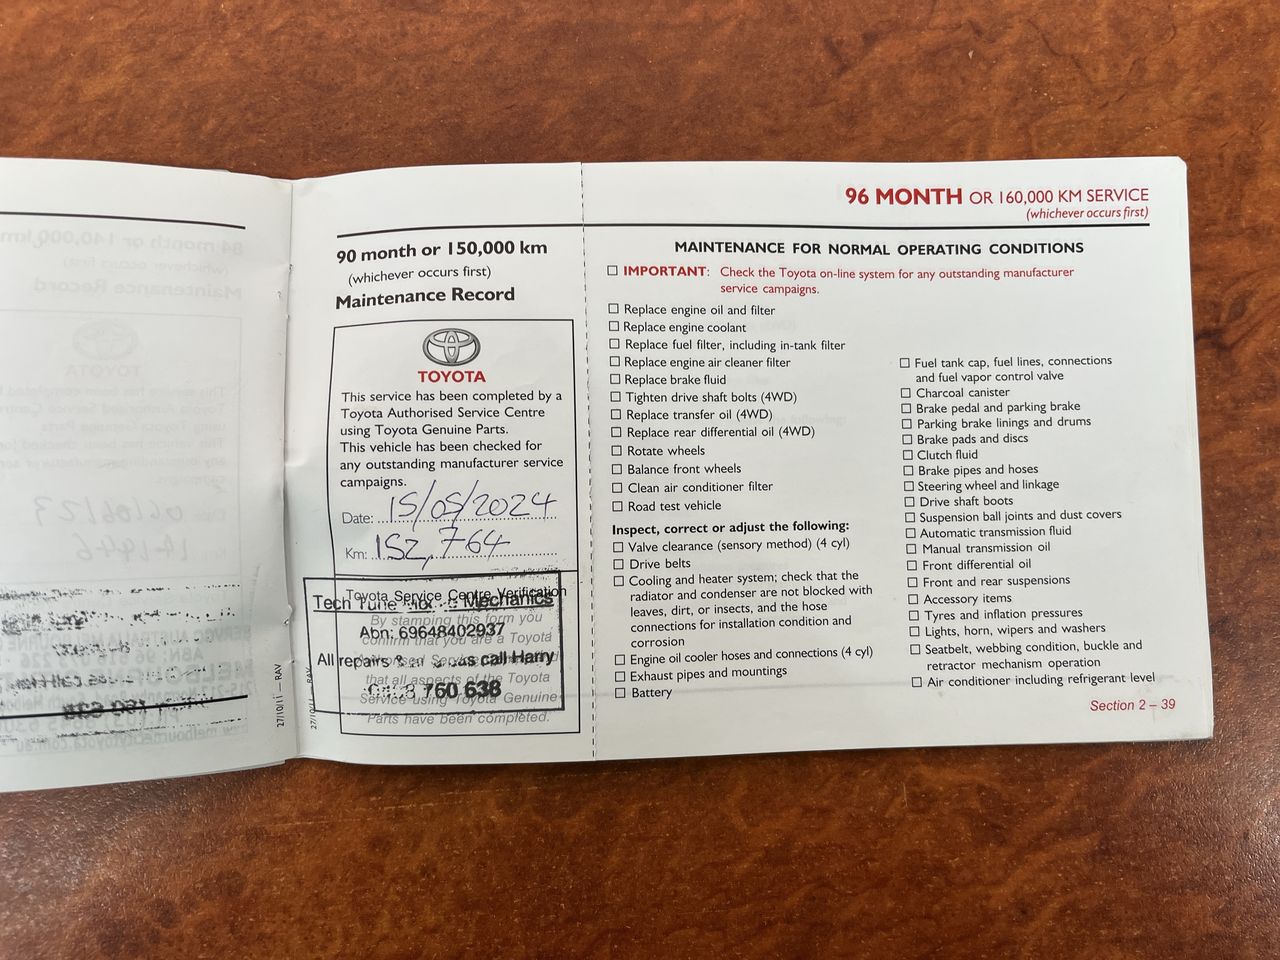 90 month or 150,000 km
(whichever occurs first)
Maintenance Record
TOYOTA
This service has been completed by a
Toyota Authorised Service Centre
using Toyota Genuine Parts.
This vehicle has been checked for
any outstanding manufacturer service
campaigns.
Date: 15/05/2024
Km: 152,764
Toyota Service Centre Verification
By stamping this form you
confirm that you are a Toyota
Service
that all aspects of the Toyota
Service using Toyota Genuine
Parts have been completed.
Tech Tune Mechanics
Abn: 69648402937
All repairs call Harry
760 638
27/10/11 — RAV
27/10/11 — RAV
96 MONTH OR 160,000 KM SERVICE
(whichever occurs first)
MAINTENANCE FOR NORMAL OPERATING CONDITIONS
IMPORTANT: Check the Toyota on-line system for any outstanding manufacturer
service campaigns.
Replace engine oil and filter
Replace engine coolant
Replace fuel filter, including in-tank filter
Replace engine air cleaner filter
Replace brake fluid
Tighten drive shaft bolts (4WD)
Replace transfer oil (4WD)
Replace rear differential oil (4WD)
Rotate wheels
Balance front wheels
Clean air conditioner filter
Road test vehicle
Inspect, correct or adjust the following:
Valve clearance (sensory method) (4 cyl)
Drive belts
Cooling and heater system; check that the
radiator and condenser are not blocked with
leaves, dirt, or insects, and the hose
connections for installation condition and
corrosion
Engine oil cooler hoses and connections (4 cyl)
Exhaust pipes and mountings
Battery
Fuel tank cap, fuel lines, connections
and fuel vapor control valve
Charcoal canister
Brake pedal and parking brake
Parking brake linings and drums
Brake pads and discs
Clutch fluid
Brake pipes and hoses
Steering wheel and linkage
Drive shaft boots
Suspension ball joints and dust covers
Automatic transmission fluid
Manual transmission oil
Front differential oil
Front and rear suspensions
Accessory items
Tyres and inflation pressures
Lights, horn, wipers and washers
Seatbelt, webbing condition, buckle and
retractor mechanism operation
Air conditioner including refrigerant level
Section 2 – 39